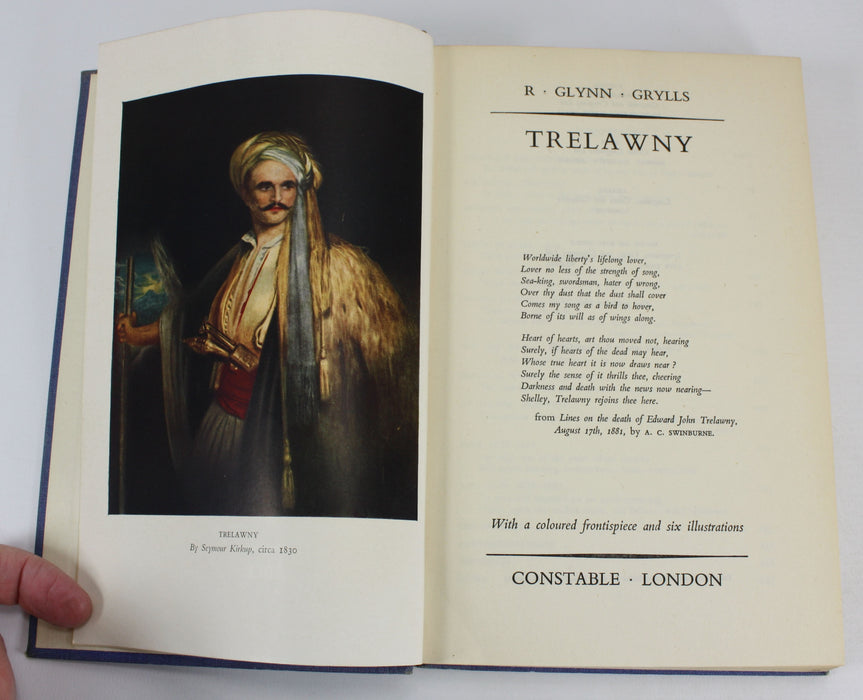 TRELAWNY
By Seymour Kirkup, circa 1830
R · GLYNN · GRYLLS
TRELAWNY
Worldwide liberty's lifelong lover,
Lover no less of the strength of song,
Sea-king, swordsman, hater of wrong,
Over thy dust that the dust shall cover
Comes my song as a bird to hover,
Borne of its will as of wings along.
Heart of hearts, art thou moved not, hearing
Surely, if hearts of the dead may hear,
Whose true heart it is now draws near?
Surely the sense of it thrills thee, cheering
Darkness and death with the news now nearing—
Shelley, Trelawny rejoins thee here.
from Lines on the death of Edward John Trelawny,
August 17th, 1881, by A. C. SWINBURNE.
With a coloured frontispiece and six illustrations
CONSTABLE · LONDON